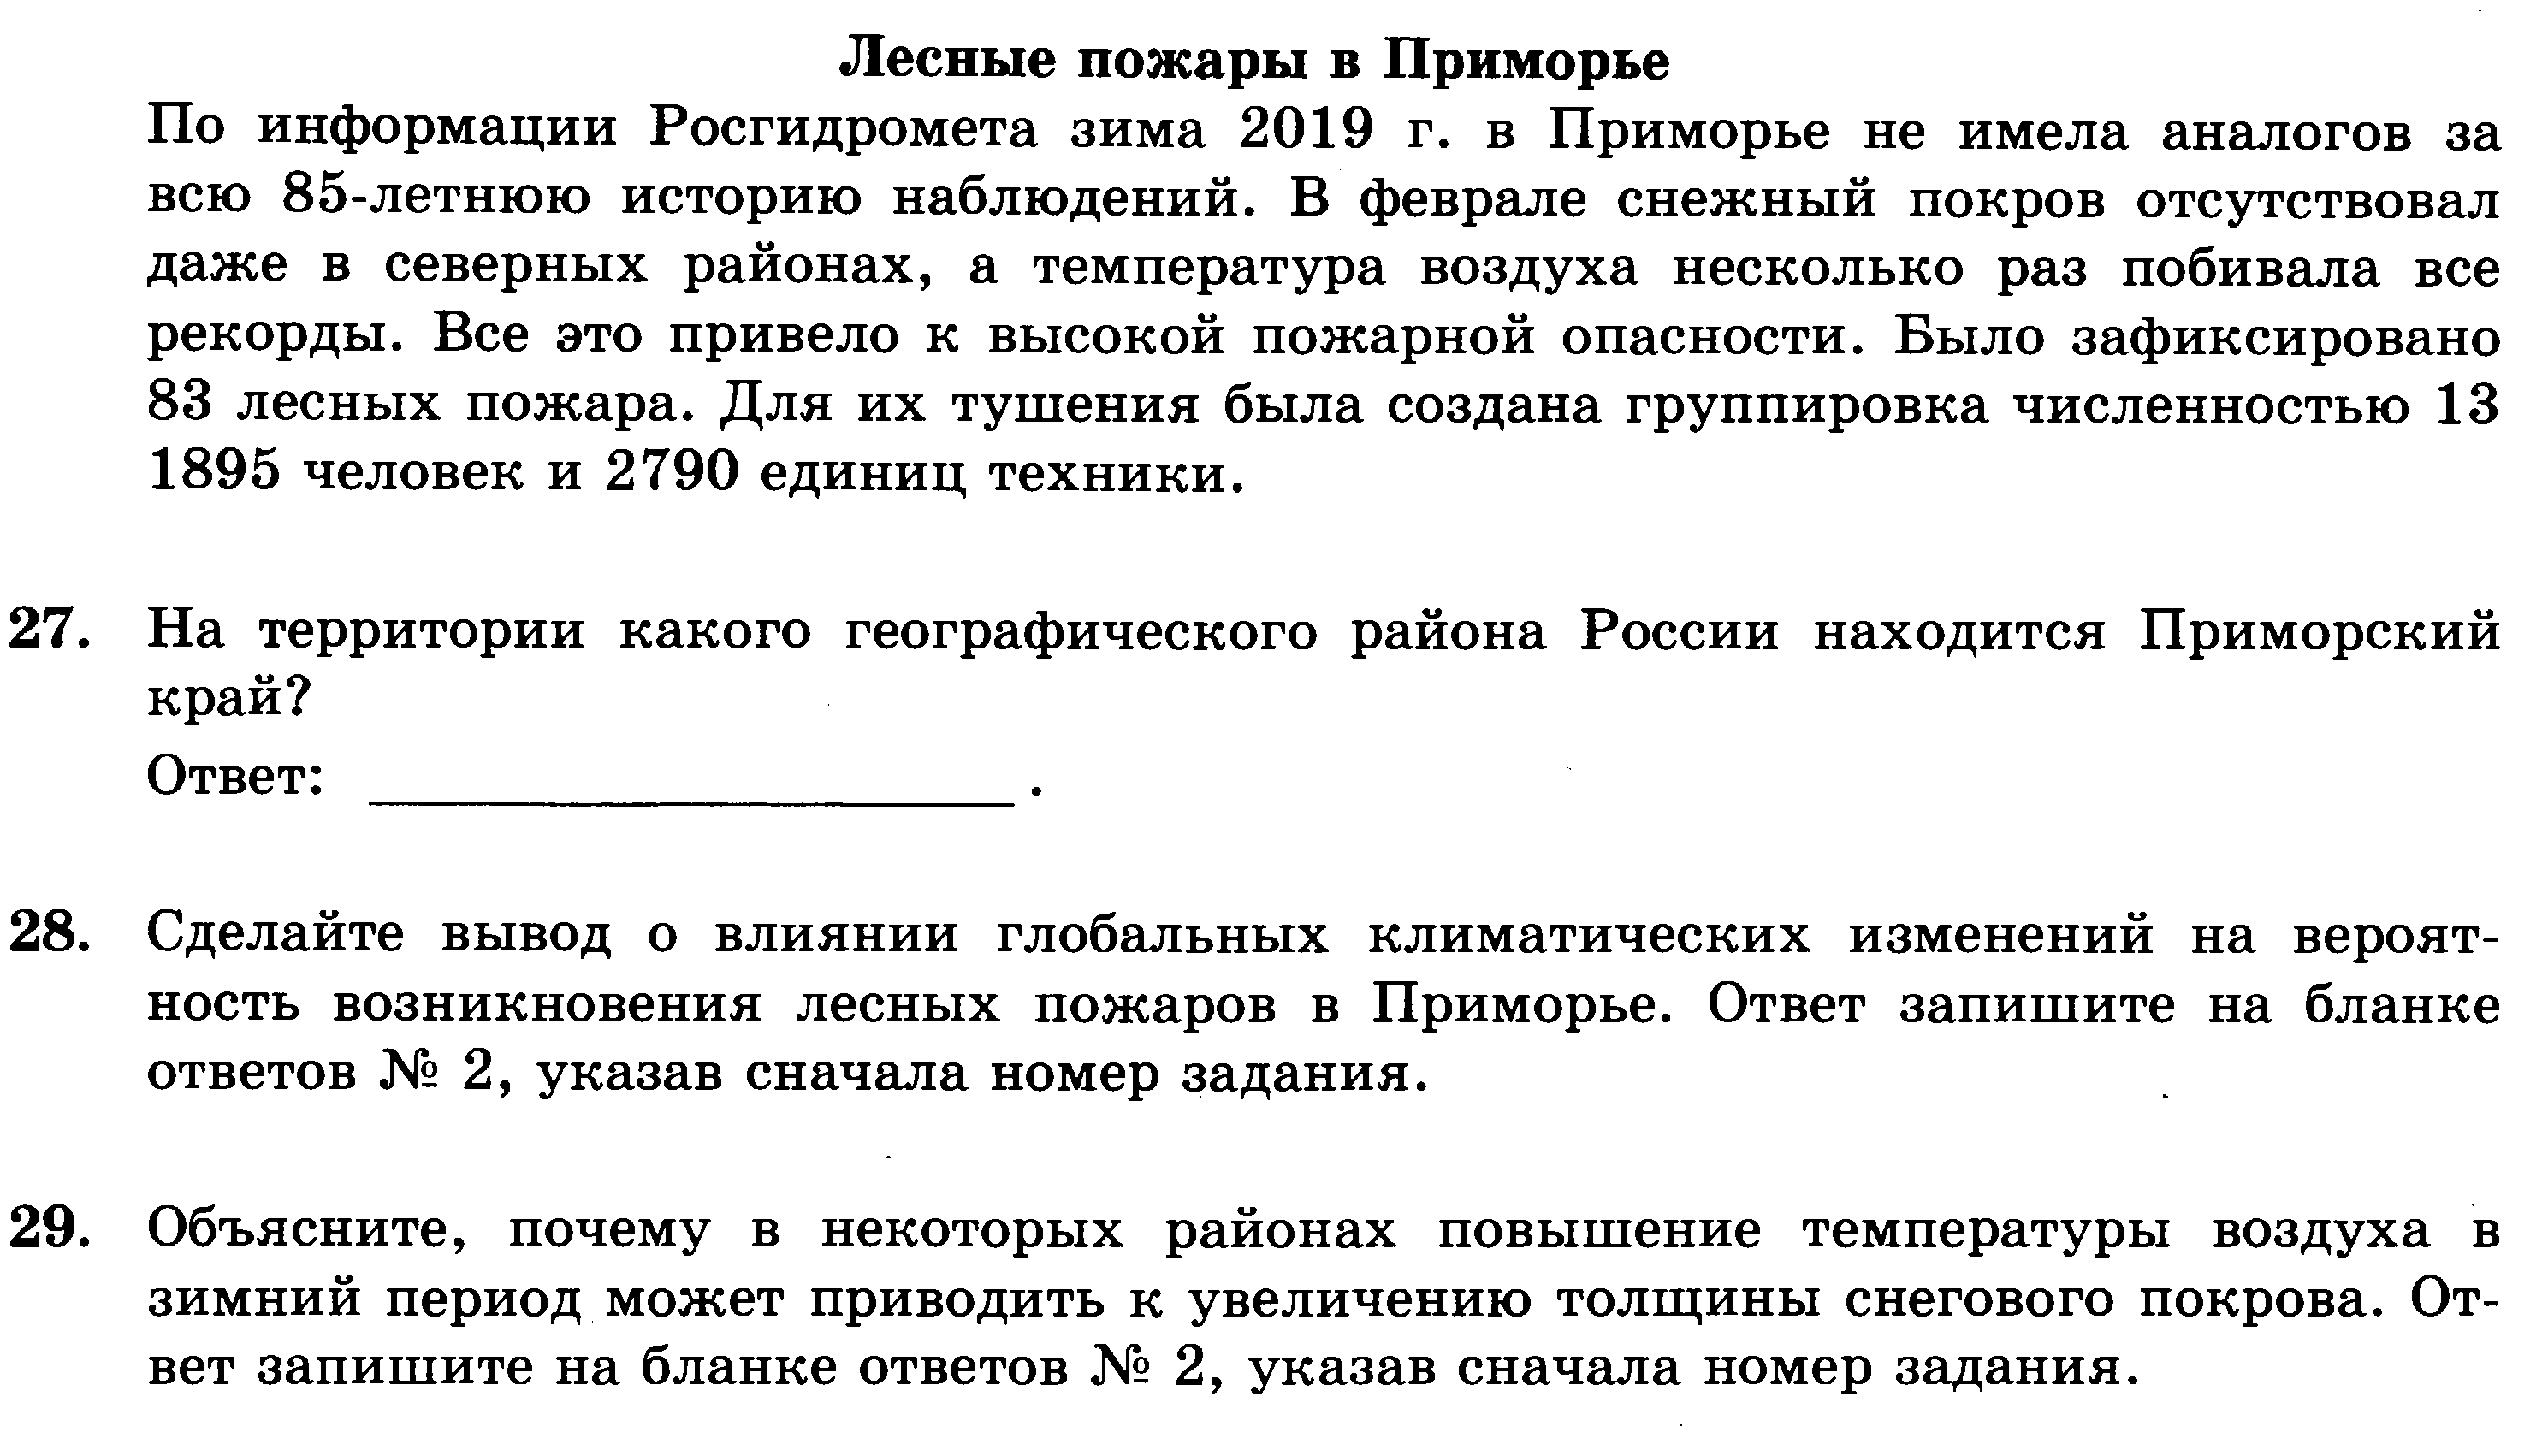 Лесные пожары в Приморье
По информации Росгидромета зима 2019 г. в Приморье не имела аналогов за
всю 85-летнюю историю наблюдений. В феврале снежный покров отсутствовал
даже в северных районах, а температура воздуха несколько раз побивала все
рекорды. Все это привело к высокой пожарной опасности. Было зафиксировано
83 лесных пожара. Для их тушения была создана группировка численностью 13
1895 человек и 2790 единиц техники.
27. На территории какого географического района России находится Приморский
край?
Ответ: ____________________ .
28. Сделайте вывод о влиянии глобальных климатических изменений на вероят-
ность возникновения лесных пожаров в Приморье. Ответ запишите на бланке
ответов № 2, указав сначала номер задания.
29. Объясните, почему в некоторых районах повышение температуры воздуха в
зимний период может приводить к увеличению толщины снегового покрова. От-
вет запишите на бланке ответов № 2, указав сначала номер задания.